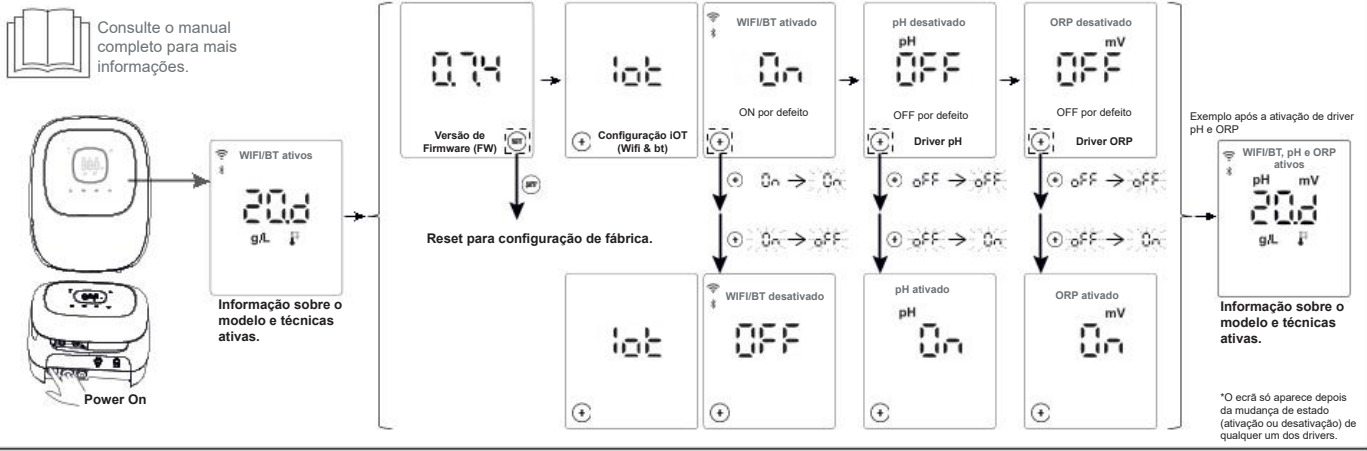 Consulte o manual
completo para mais
informações.
Power On
WIFI/BT ativos
20.d
g/L
Informação sobre o
modelo e técnicas
ativas.
0.7.4
Versão de
Firmware (FW)
SET
SET
Reset para configuração de fábrica.
Iot
Configuração iOT
(Wifi & bt)
WIFI/BT ativado
On
ON por defeito
On → On
On → oFF
Iot
WIFI/BT desativado
OFF
pH desativado
pH
OFF
OFF por defeito
Driver pH
oFF → oFF
oFF → On
pH ativado
pH
On
ORP desativado
mV
OFF
OFF por defeito
Driver ORP
oFF → oFF
oFF → On
ORP ativado
mV
On
Exemplo após a ativação de driver
pH e ORP
WIFI/BT, pH e ORP
ativos
pH mV
20.d
g/L
Informação sobre o
modelo e técnicas
ativas.
*O ecrã só aparece depois
da mudança de estado
(ativação ou desativação) de
qualquer um dos drivers.